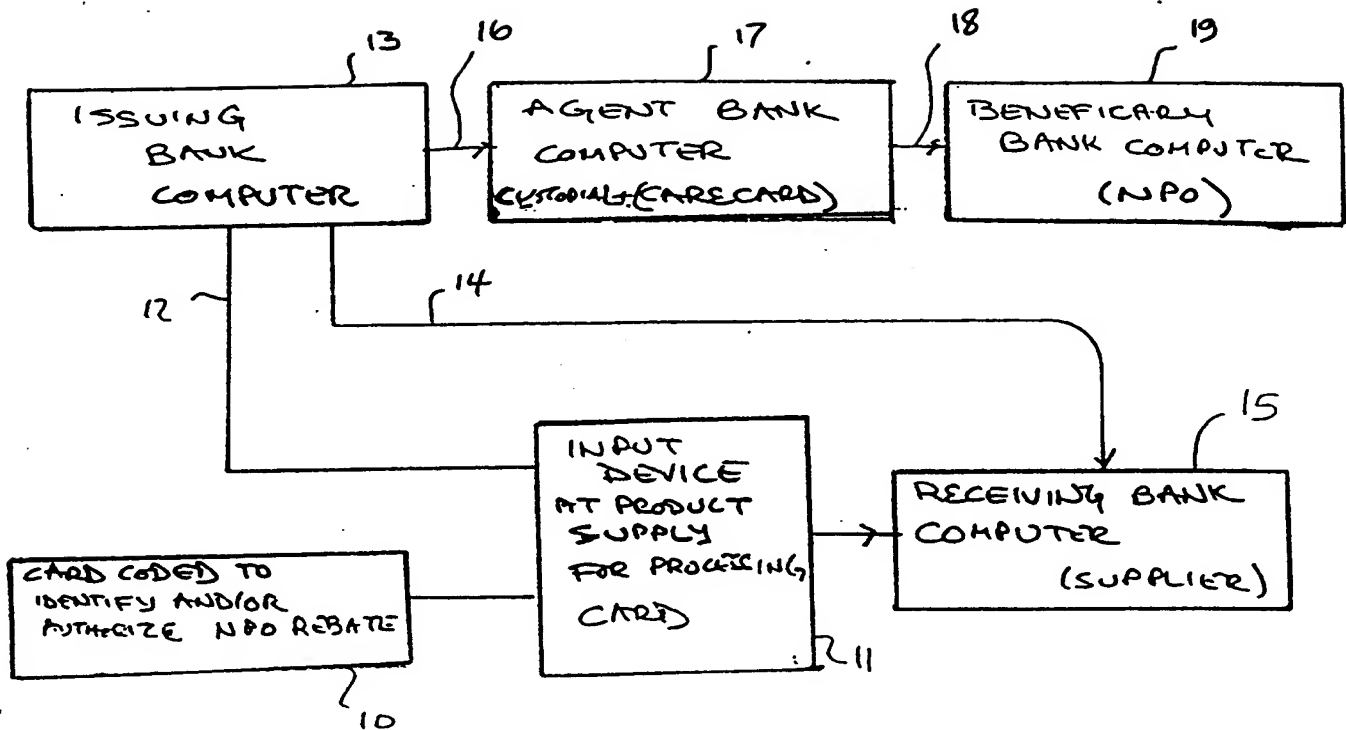 13
16
17
18
19
ISSUING
BANK
COMPUTER
AGENT BANK
COMPUTER
CUSTODIAL + (CARECARD)
BENEFICARY
BANK COMPUTER
(NPO)
12
14
15
INPUT
DEVICE
AT PRODUCT
SUPPLY
FOR PROCESSING
CARD
11
RECEIVING BANK
COMPUTER
(SUPPLIER)
CARD CODED TO
IDENTIFY AND/OR
AUTHORIZE NPO REBATE
10